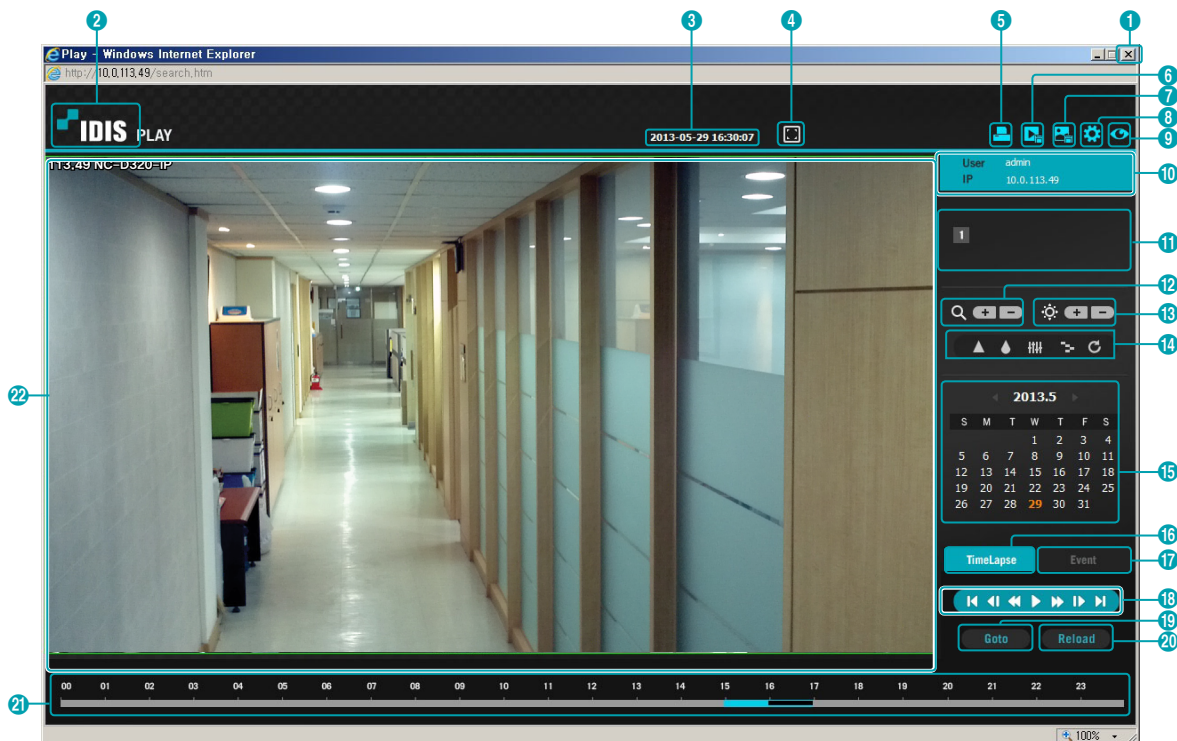 2
3
4
5
1
Play - Windows Internet Explorer
http://10.0.113.49/search.htm
6
7
8
9
IDIS PLAY
2013-05-29 16:30:07
113.49 NC-D320-IP
User admin
IP 10.0.113.49
10
1
11
12
13
14
2013.5
S M T W T F S
1 2 3 4
5 6 7 8 9 10 11
12 13 14 15 16 17 18
19 20 21 22 23 24 25
26 27 28 29 30 31
15
16
TimeLapse Event
17
18
19
Goto Reload
20
22
00 01 02 03 04 05 06 07 08 09 10 11 12 13 14 15 16 17 18 19 20 21 22 23
21
100%